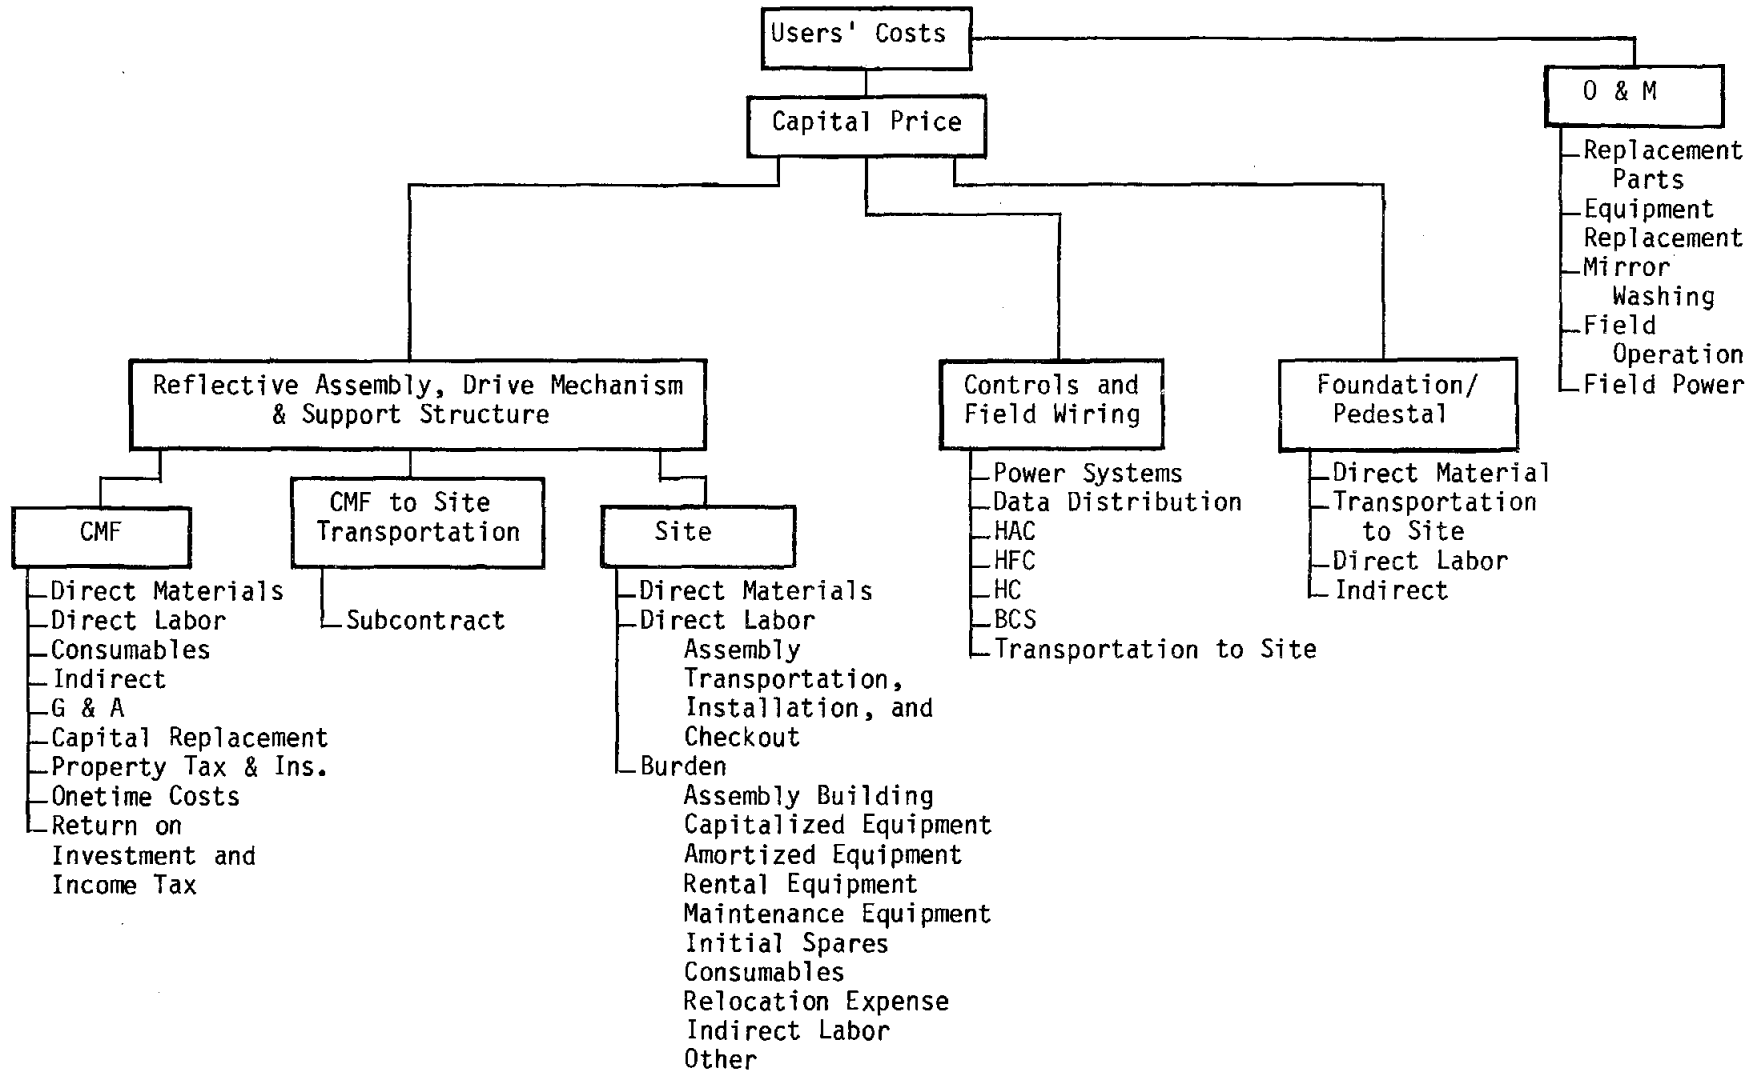 Users' Costs
O & M
Capital Price
Replacement
Parts
Equipment
Replacement
Mirror
Washing
Field
Operation
Field Power
Reflective Assembly, Drive Mechanism
& Support Structure
Controls and
Field Wiring
Foundation/
Pedestal
CMF
CMF to Site
Transportation
Site
Direct Materials
Direct Labor
Consumables
Indirect
G & A
Capital Replacement
Property Tax & Ins.
Onetime Costs
Return on
Investment and
Income Tax
Subcontract
Direct Materials
Direct Labor
Assembly
Transportation,
Installation, and
Checkout
Burden
Assembly Building
Capitalized Equipment
Amortized Equipment
Rental Equipment
Maintenance Equipment
Initial Spares
Consumables
Relocation Expense
Indirect Labor
Other
Power Systems
Data Distribution
HAC
HFC
HC
BCS
Transportation to Site
Direct Material
Transportation
to Site
Direct Labor
Indirect